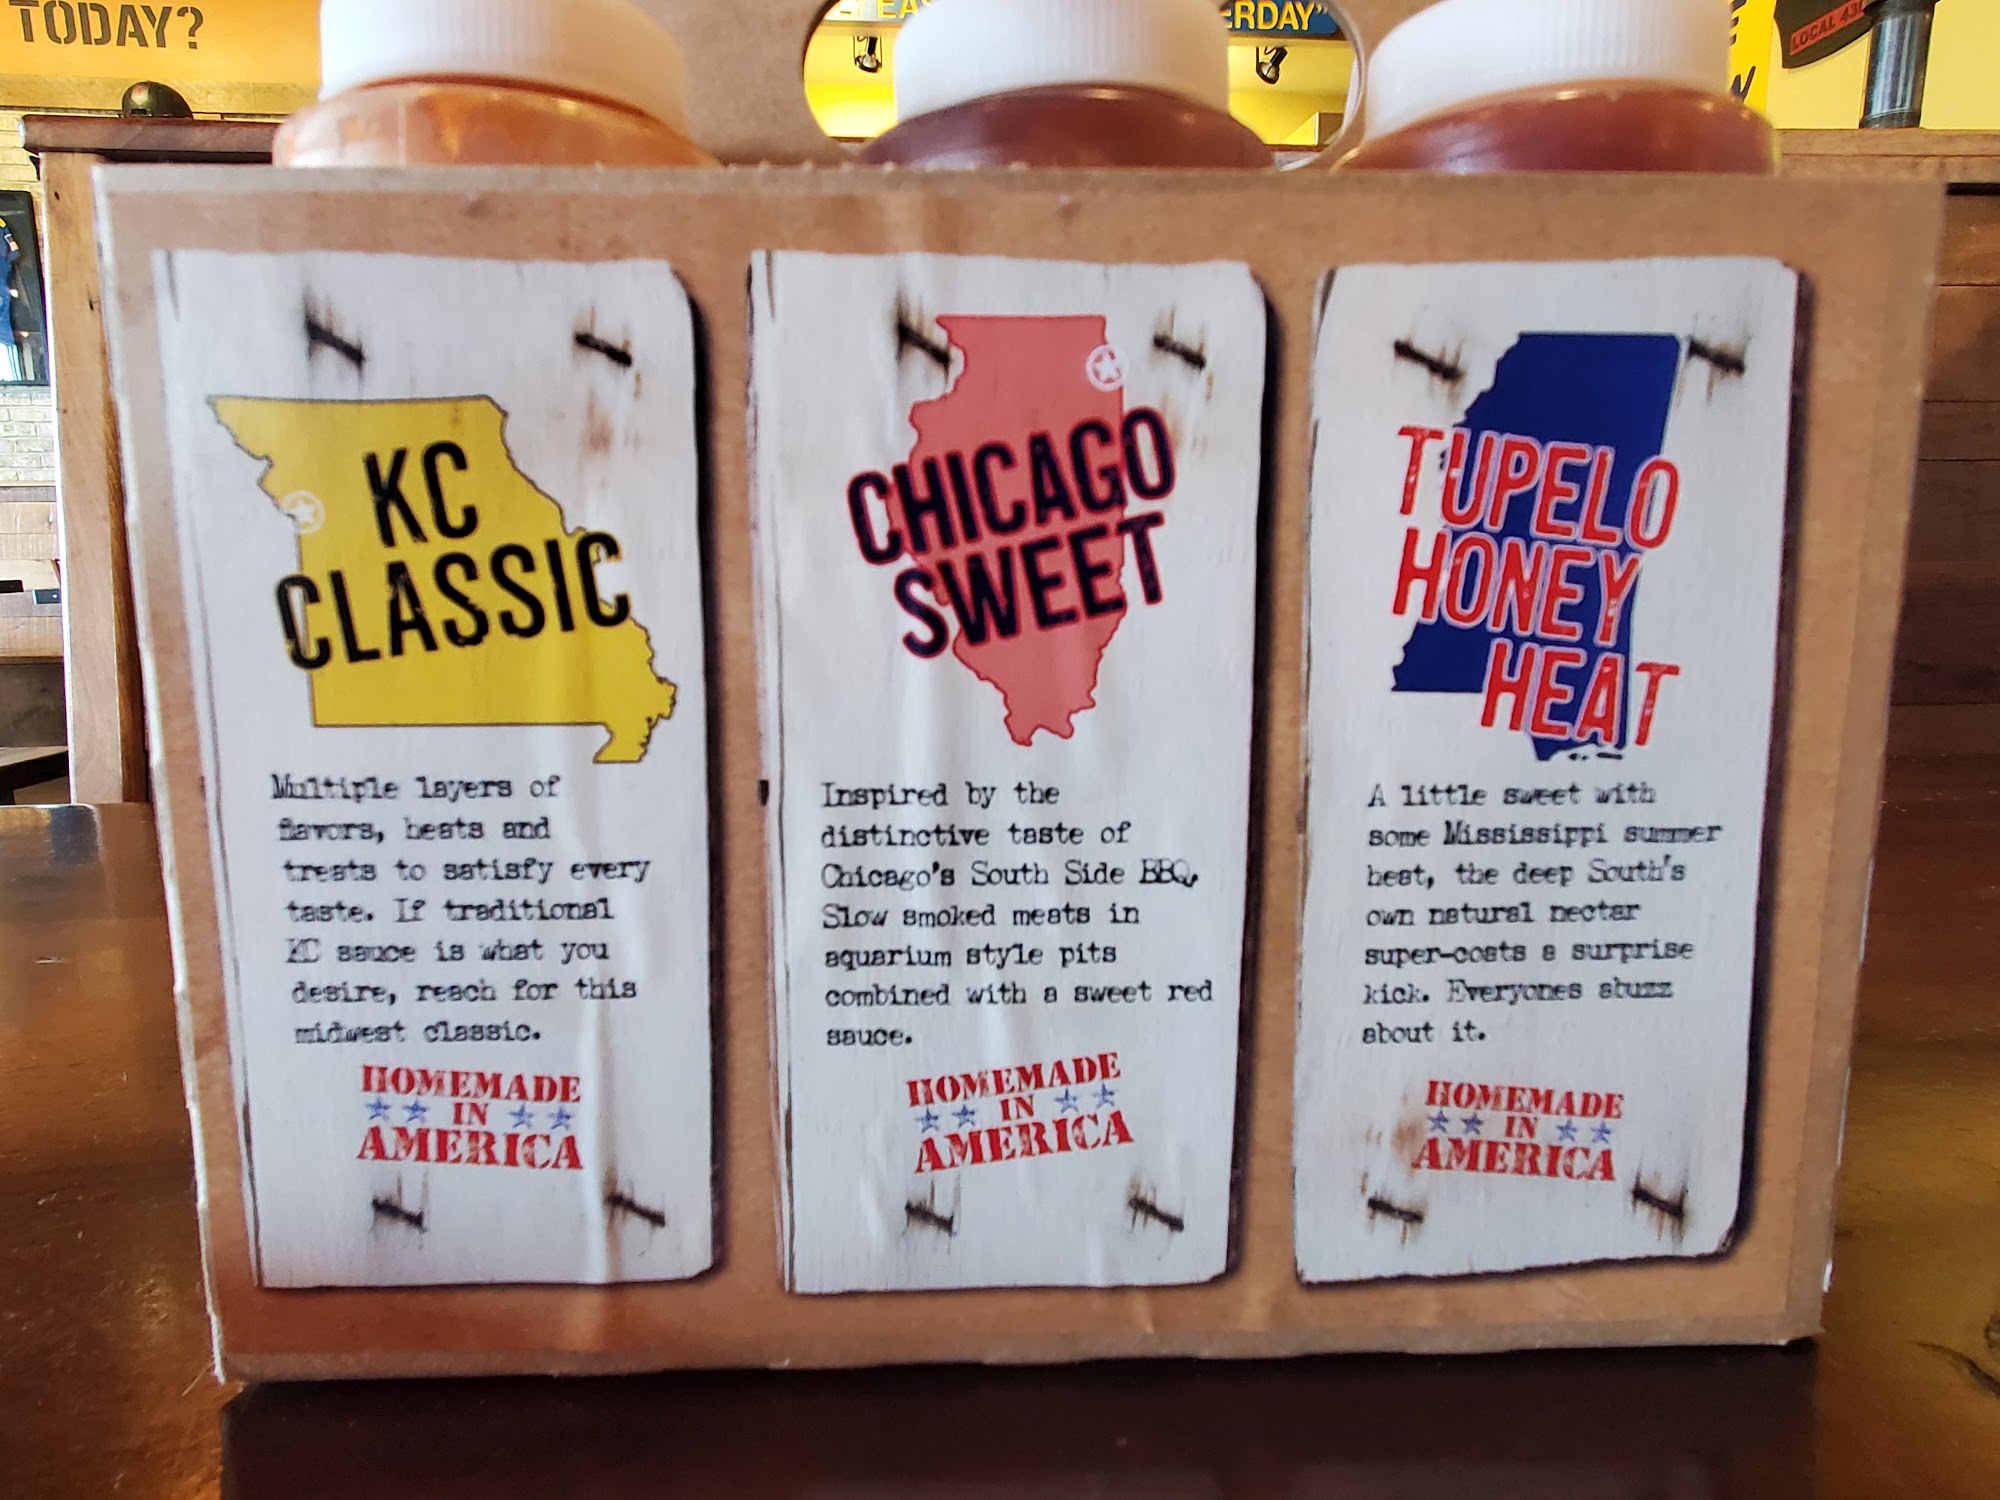 TODAY?
ERDAY"
LOCAL
KC
CLASSIC
Multiple layers of
flavors, heats and
treats to satisfy every
taste. If traditional
KC sauce is what you
desire, reach for this
midwest classic.
HOMEMADE
IN
AMERICA
CHICAGO
SWEET
Inspired by the
distinctive taste of
Chicago's South Side BBQ,
Slow smoked meats in
aquarium style pits
combined with a sweet red
sauce.
HOMEMADE
IN
AMERICA
TUPELO
HONEY
HEAT
A little sweet with
some Mississippi summer
heat, the deep South's
own natural nectar
super-coats a surprise
kick. Everyones abuzz
about it.
HOMEMADE
IN
AMERICA